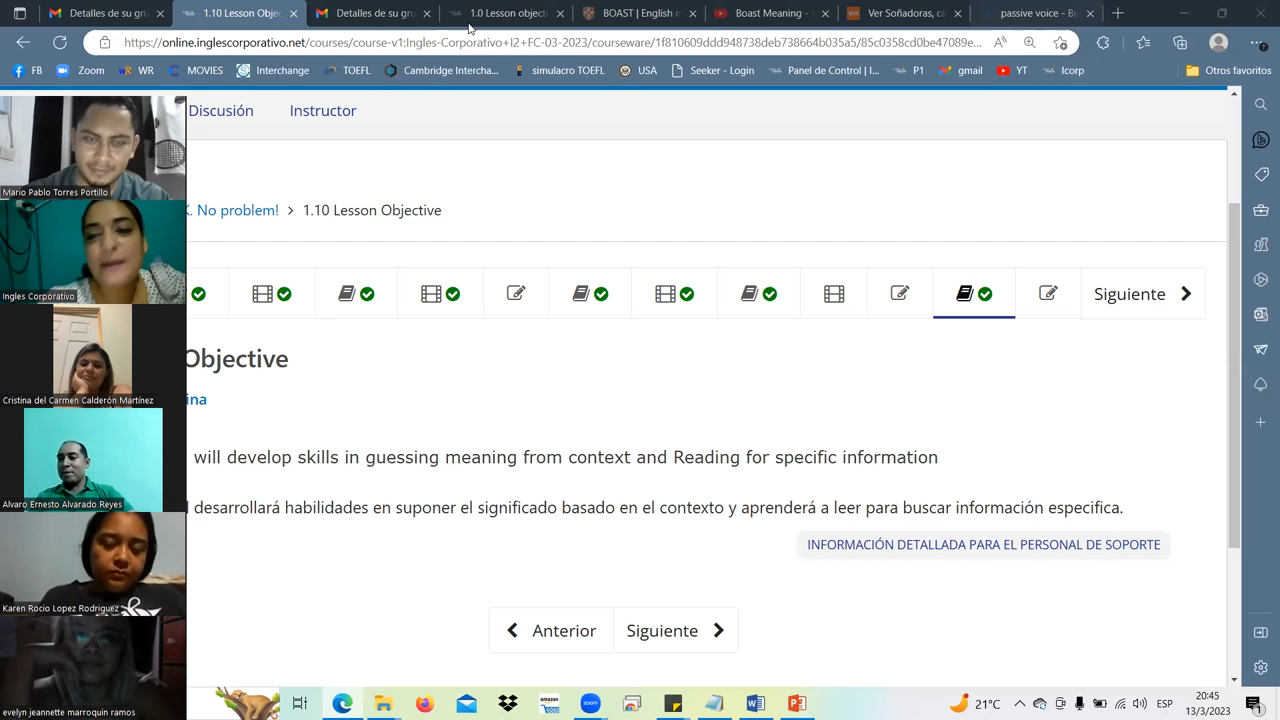 Detalles de su gru
1.10 Lesson Objec
Detalles de su gru
1.0 Lesson objecti
BOAST | English m
Boast Meaning -
Ver Soñadoras, ca
passive voice - B
https://online.inglescorporativo.net/courses/course-v1:Ingles-Corporativo+I2+FC-03-2023/courseware/1f810609ddd948738deb738664b035a5/85c0358cd0be47089e...
FB
Zoom
WR
MOVIES
Interchange
TOEFL
Cambridge Intercha...
simulacro TOEFL
USA
Seeker - Login
Panel de Control | I...
P1
gmail
YT
Icorp
Otros favoritos
Discusión
Instructor
Mario Pablo Torres Portillo
No problem! > 1.10 Lesson Objective
Ingles Corporativo
Siguiente
Objective
ina
Cristina del Carmen Calderón Martínez
will develop skills in guessing meaning from context and Reading for specific information
desarrollará habilidades en suponer el significado basado en el contexto y aprenderá a leer para buscar información especifica.
Alvaro Ernesto Alvarado Reyes
INFORMACIÓN DETALLADA PARA EL PERSONAL DE SOPORTE
Karen Rocio Lopez Rodriguez
Anterior
Siguiente
evelyn jeannette marroquin ramos
amazon
zoom
21°C
ESP
20:45
13/3/2023